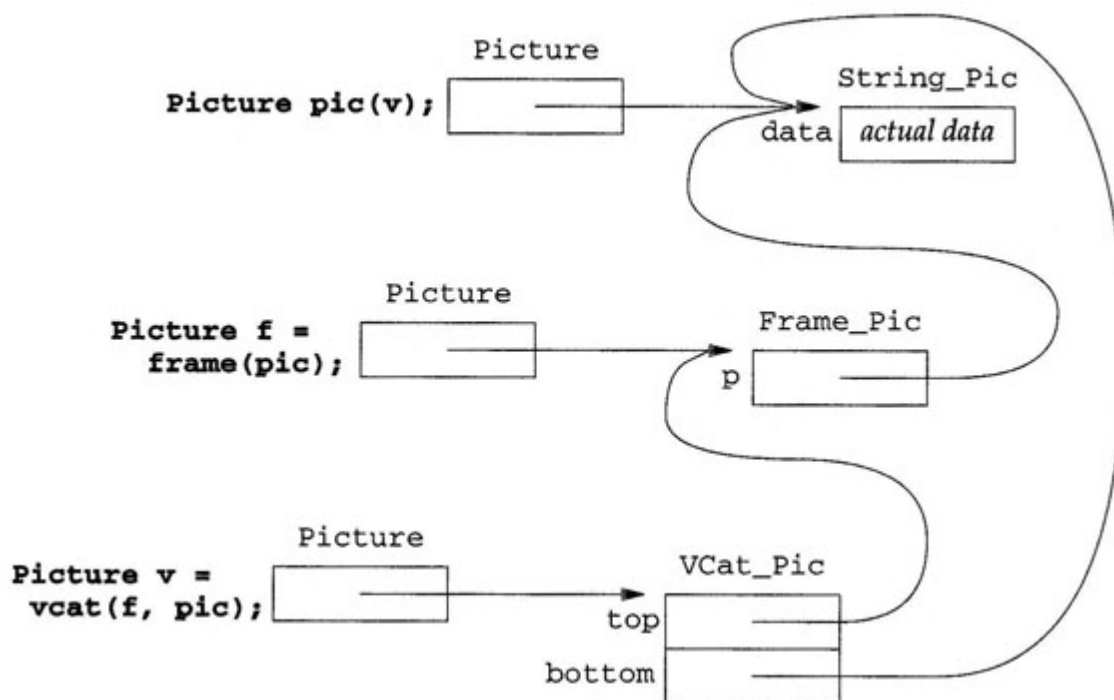 Picture
String_Pic
Picture pic(v);
data
actual data
Picture
Frame_Pic
Picture f =
frame(pic);
p
Picture
VCat_Pic
Picture v =
vcat(f, pic);
top
bottom